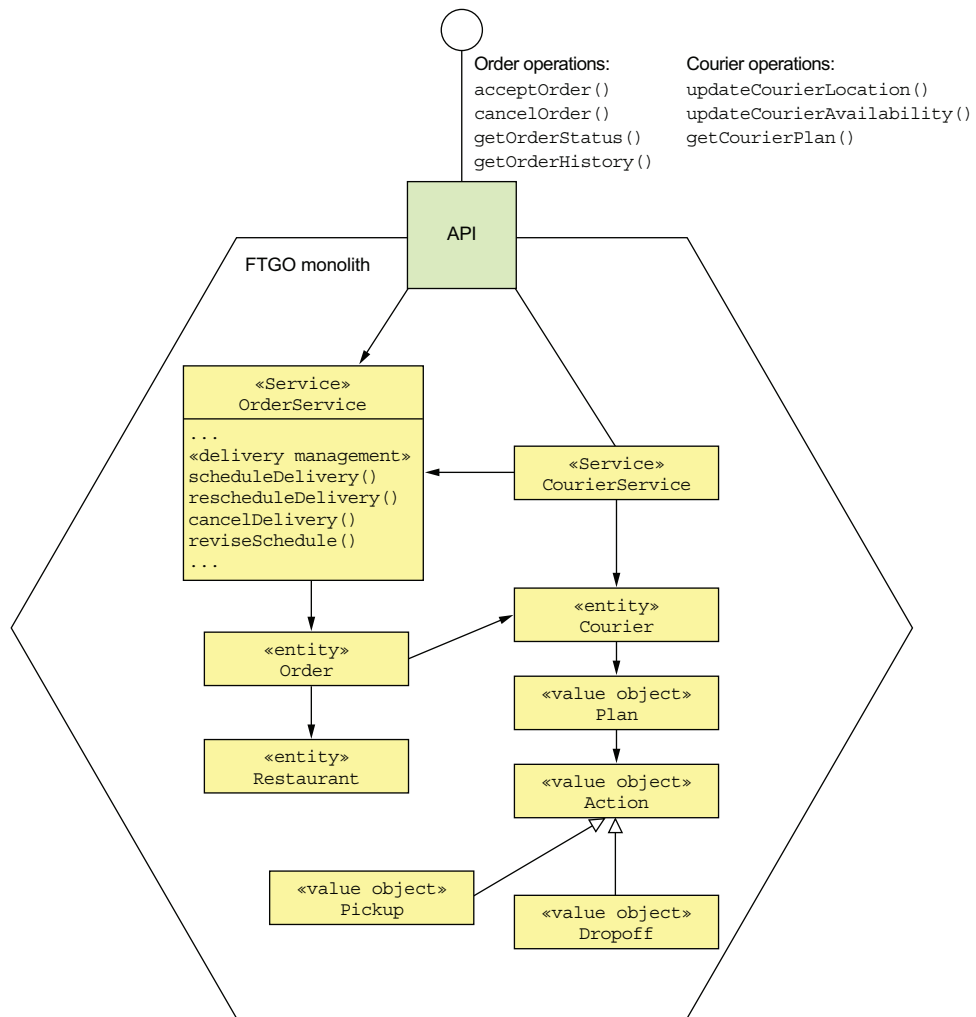 Order operations:
acceptOrder()
cancelOrder()
getOrderStatus()
getOrderHistory()
Courier operations:
updateCourierLocation()
updateCourierAvailability()
getCourierPlan()
API
FTGO monolith
«Service»
OrderService
...
«delivery management»
scheduleDelivery()
rescheduleDelivery()
cancelDelivery()
reviseSchedule()
...
«Service»
CourierService
«entity»
Order
«entity»
Courier
«value object»
Plan
«entity»
Restaurant
«value object»
Action
«value object»
Pickup
«value object»
Dropoff